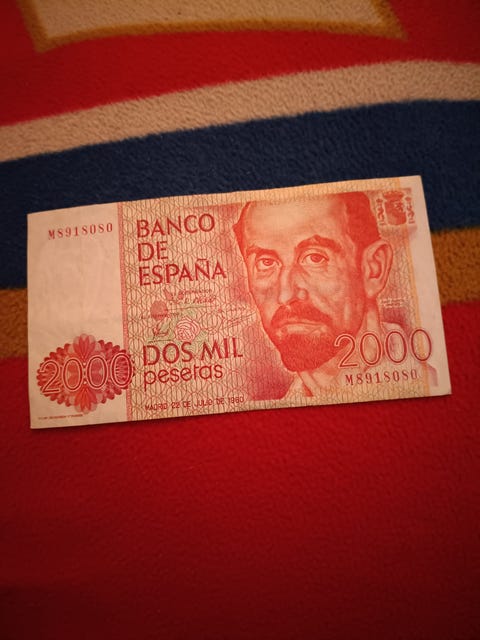 M8918080
BANCO
DE
ESPAÑA
DOS MIL
pesetas
2000
2000
M8918080
MADRID 22 DE JULIO DE 1980